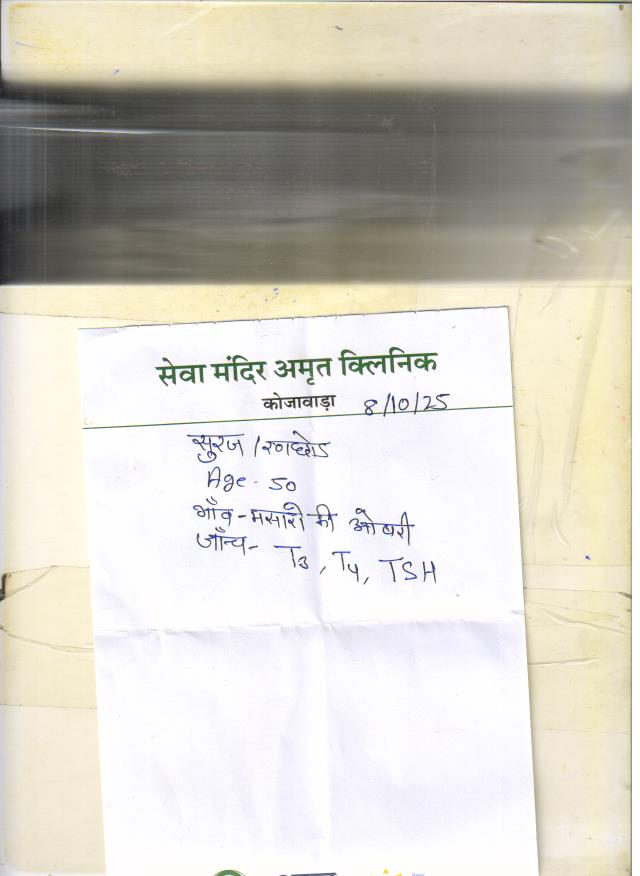 सेवा मंदिर अमृत क्लिनिक
कोजावाड़ा 8/10/25
सुरज / रणछोड
Age - 50
गाँव - मसारो की ओबरी
जाँच - T3, T4, TSH